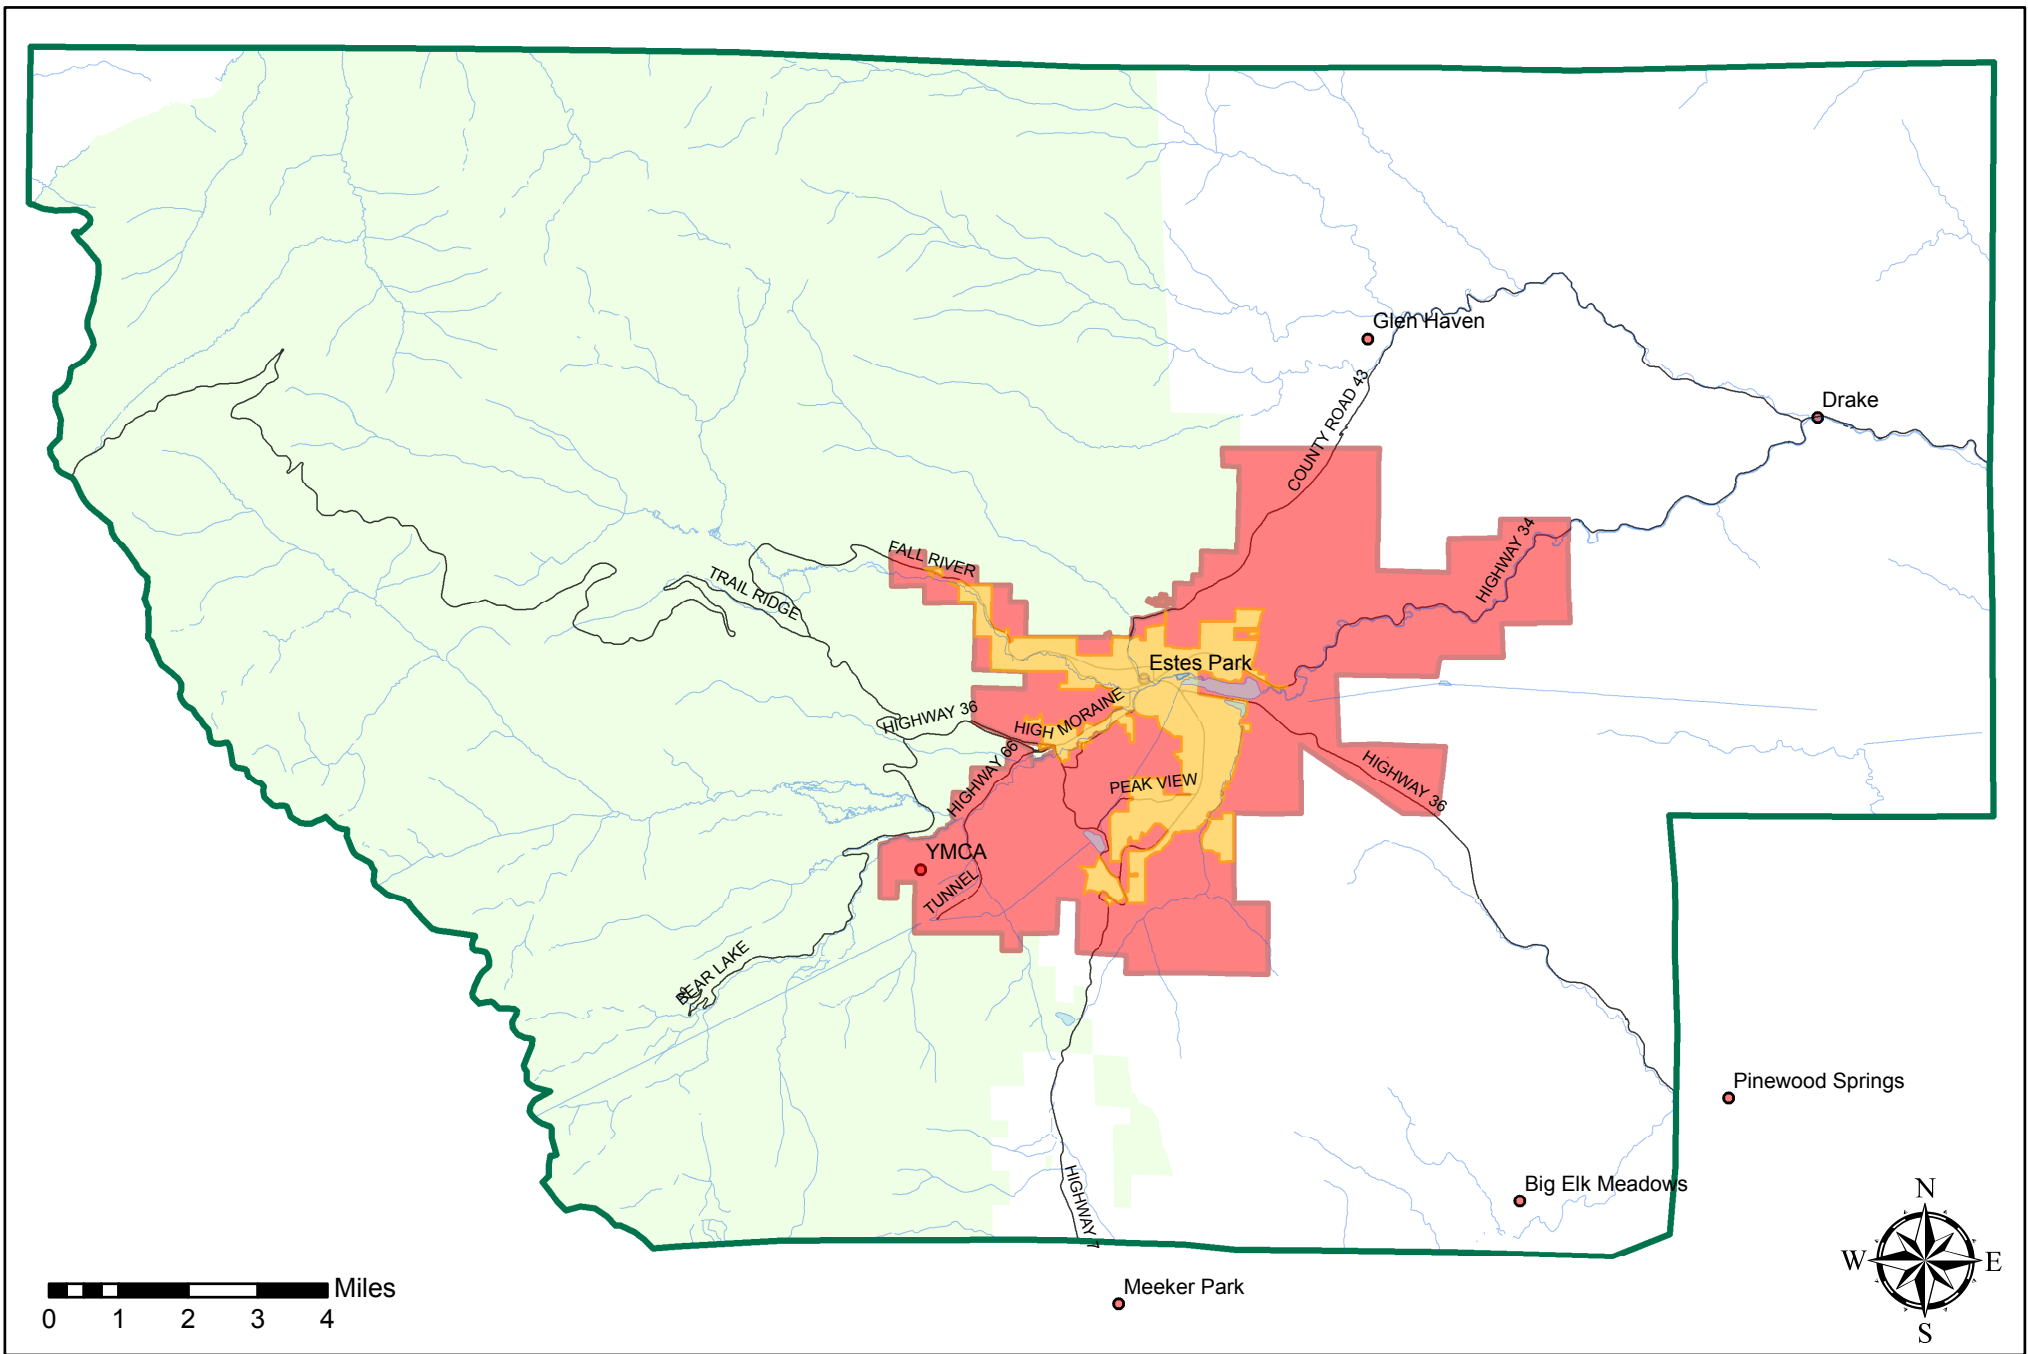 Glen Haven
Drake
COUNTY ROAD 43
HIGHWAY 34
FALL RIVER
TRAIL RIDGE
Estes Park
HIGHWAY 36
HIGH MORAINE
HIGHWAY 66
PEAK VIEW
HIGHWAY 36
YMCA
TUNNEL
BEAR LAKE
Pinewood Springs
Big Elk Meadows
HIGHWAY 7
Meeker Park
N
W
E
S
Miles
0 1 2 3 4